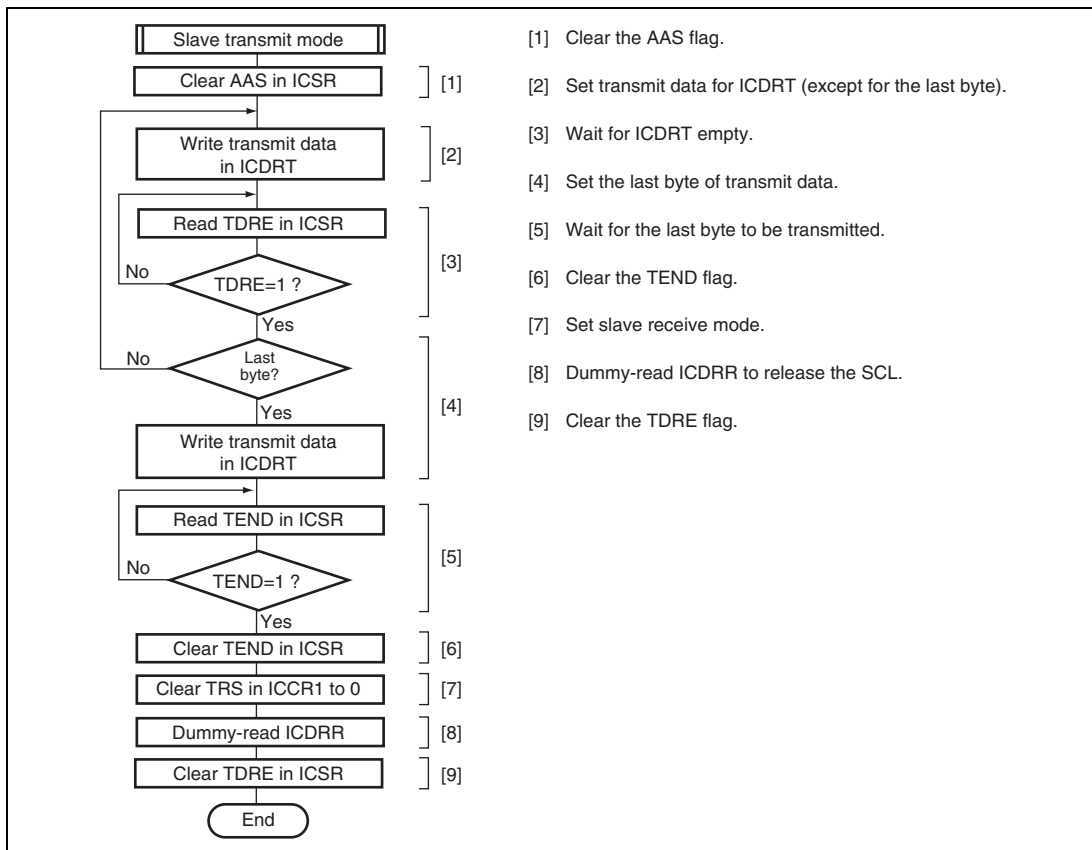 Slave transmit mode
Clear AAS in ICSR
[1]
Write transmit data
in ICDRT
[2]
Read TDRE in ICSR
No
TDRE=1 ?
[3]
Yes
No
Last
byte?
[4]
Yes
Write transmit data
in ICDRT
Read TEND in ICSR
No
TEND=1 ?
[5]
Yes
Clear TEND in ICSR
[6]
Clear TRS in ICCR1 to 0
[7]
Dummy-read ICDRR
[8]
Clear TDRE in ICSR
[9]
End
[1] Clear the AAS flag.
[2] Set transmit data for ICDRT (except for the last byte).
[3] Wait for ICDRT empty.
[4] Set the last byte of transmit data.
[5] Wait for the last byte to be transmitted.
[6] Clear the TEND flag.
[7] Set slave receive mode.
[8] Dummy-read ICDRR to release the SCL.
[9] Clear the TDRE flag.